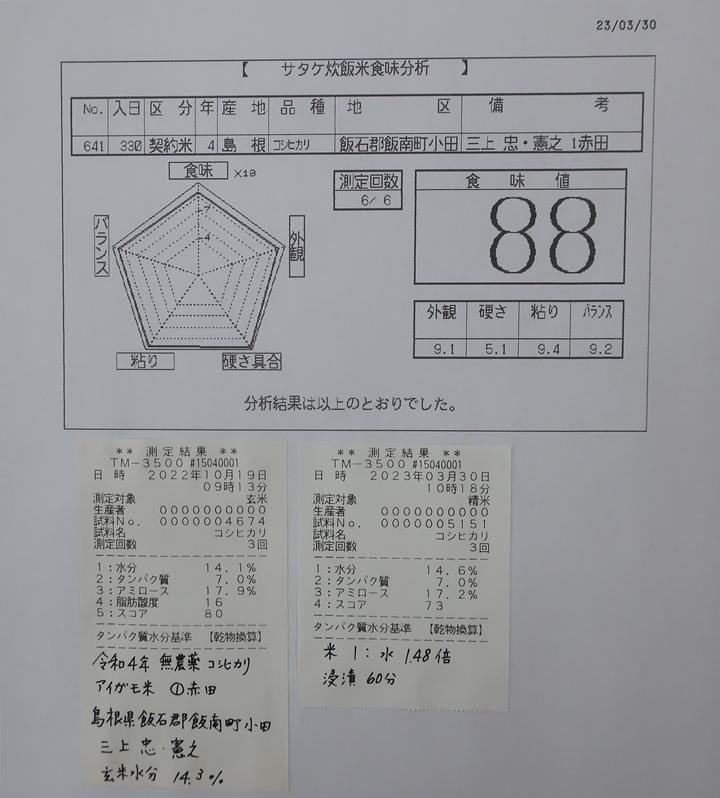 23/03/30
【 サタケ炊飯米食味分析 】
No. 入日 区分 年 産地 品種 地区 備考
641 330 契約米 4 島根 コシヒカリ 飯石郡飯南町小田 三上 忠・憲之 1赤田
食味 ×10
7
4
バランス
外観
粘り
硬さ具合
測定回数
6/ 6
食味値
88
外観 硬さ 粘り バランス
9.1 5.1 9.4 9.2
分析結果は以上のとおりでした。
** 測定結果 **
TM-3500 #15040001
日 時 2022年10月19日
09時13分
測定対象 玄米
生産者 0000000000
試料No. 0000004674
試料名 コシヒカリ
測定回数 3回
1:水分 14.1%
2:タンパク質 7.0%
3:アミロース 17.9%
4:脂肪酸度 16
5:スコア 80
タンパク質水分基準 【乾物換算】
令和4年 無農薬 コシヒカリ
アイガモ米 ①赤田
島根県飯石郡飯南町小田
三上 忠・憲之
玄米水分 14.3%
** 測定結果 **
TM-3500 #15040001
日 時 2023年03月30日
10時18分
測定対象 精米
生産者 0000000000
試料No. 0000005151
試料名 コシヒカリ
測定回数 3回
1:水分 14.6%
2:タンパク質 7.0%
3:アミロース 17.2%
4:スコア 73
タンパク質水分基準 【乾物換算】
米 1:水 1.48倍
浸漬 60分